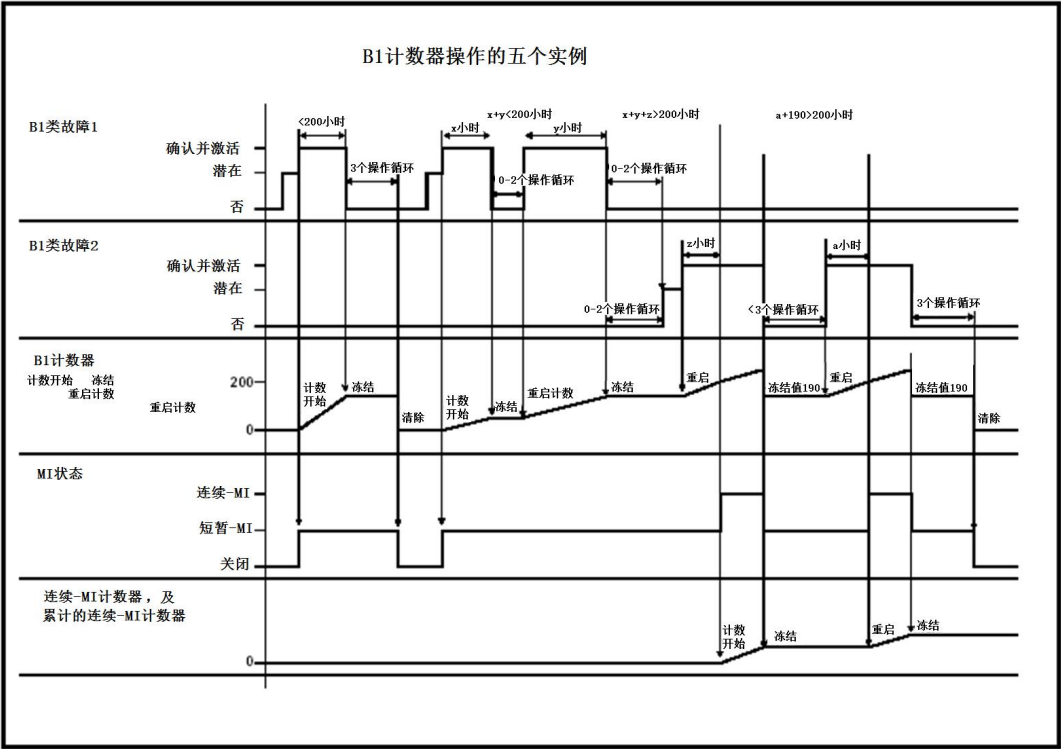 B1计数器操作的五个实例
<200小时
x+y<200小时
x+y+z>200小时
a+190>200小时
B1类故障1
x小时
y小时
确认并激活
潜在
3个操作循环
0-2个操作循环
0-2个操作循环
否
B1类故障2
z小时
a小时
确认并激活
潜在
0-2个操作循环
<3个操作循环
3个操作循环
否
B1计数器
计数开始 冻结
重启计数
重启计数
200
0
计数
开始
冻结
清除
计数
开始
冻结
重启计数
冻结
重启
冻结值190
重启
冻结值190
清除
MI状态
连续-MI
短暂-MI
关闭
连续-MI计数器，及
累计的连续-MI计数器
0
计数
开始
冻结
重启
冻结